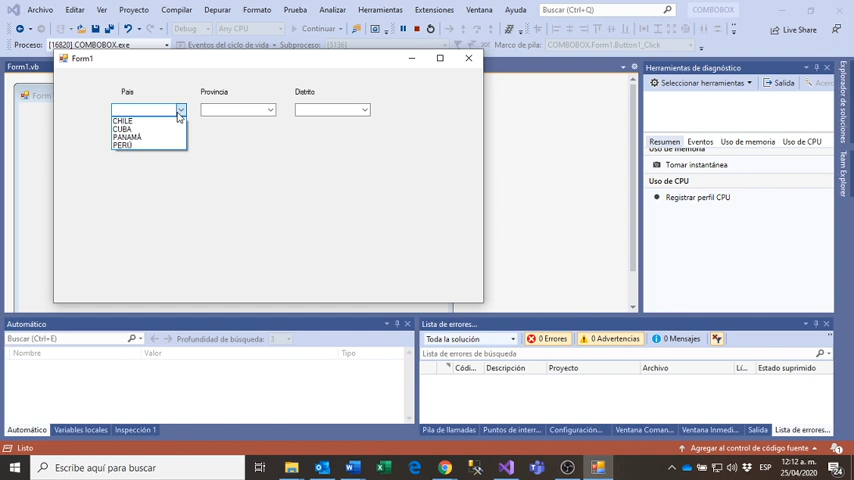 Archivo Editar Ver Proyecto Compilar Depurar Formato Prueba Analizar Herramientas Extensiones Ventana Ayuda Buscar (Ctrl+Q) COMBOBOX
Debug Any CPU Continuar Live Share
Proceso: [16820] COMBOBOX.exe Eventos del ciclo de vida Subproceso: [5136] Marco de pila: COMBOBOX.Form1.Button1_Click
Form1.vb
Form1
Herramientas de diagnóstico
Seleccionar herramientas Salida
Resumen Eventos Uso de memoria Uso de CPU
Uso de memoria
Tomar instantánea
Uso de CPU
Registrar perfil CPU
Explorador de soluciones
Team Explorer
Form1
Pais Provincia Distrito
CHILE
CUBA
PANAMÁ
PERÚ
Automático
Buscar (Ctrl+E) Profundidad de búsqueda: 3
Nombre Valor Tipo
Automático Variables locales Inspección 1
Lista de errores...
Toda la solución 0 Errores 0 Advertencias 0 Mensajes
Lista de errores de búsqueda
Códi... Descripción Proyecto Archivo Lí... Estado suprimido
Pila de llamadas Puntos de interr... Configuración... Ventana Coman... Ventana Inmedi... Salida Lista de errores...
Listo Agregar al control de código fuente
Escribe aquí para buscar ESP 12:12 a. m.
25/04/2020 24